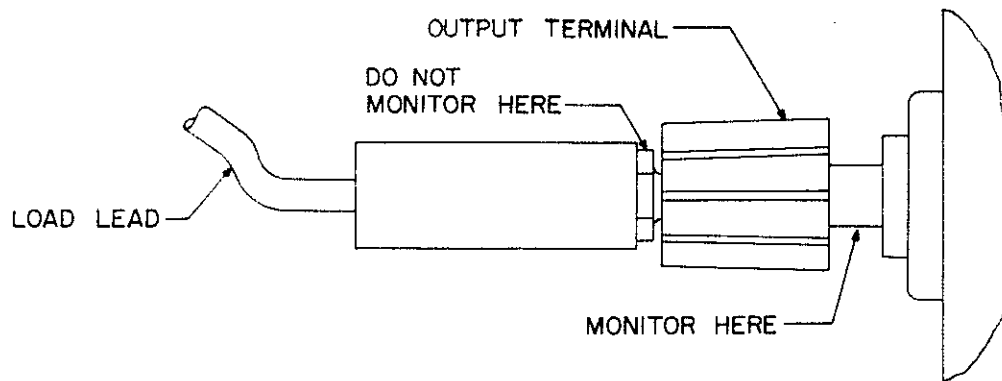 OUTPUT TERMINAL
DO NOT
MONITOR HERE
LOAD LEAD
MONITOR HERE